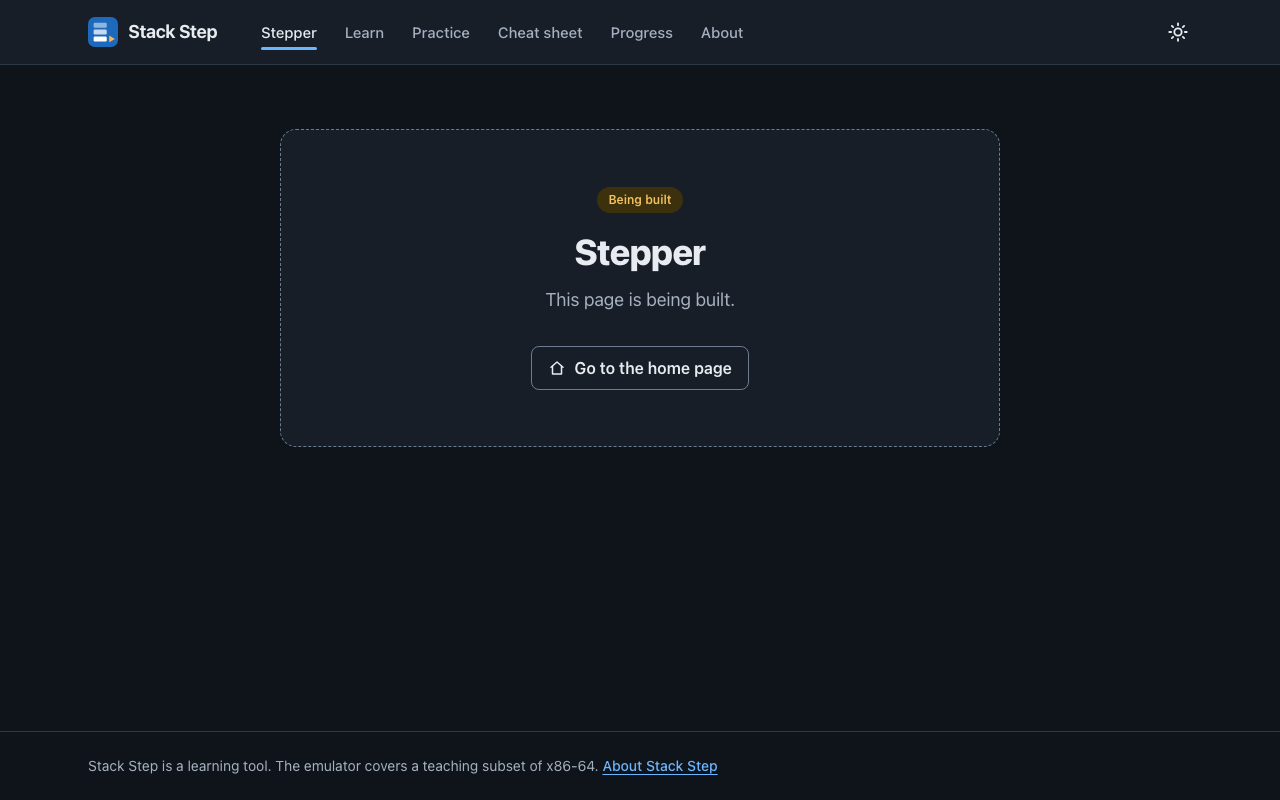 Stack Step
Stepper
Learn
Practice
Cheat sheet
Progress
About
Being built
Stepper
This page is being built.
Go to the home page
Stack Step is a learning tool. The emulator covers a teaching subset of x86-64. About Stack Step